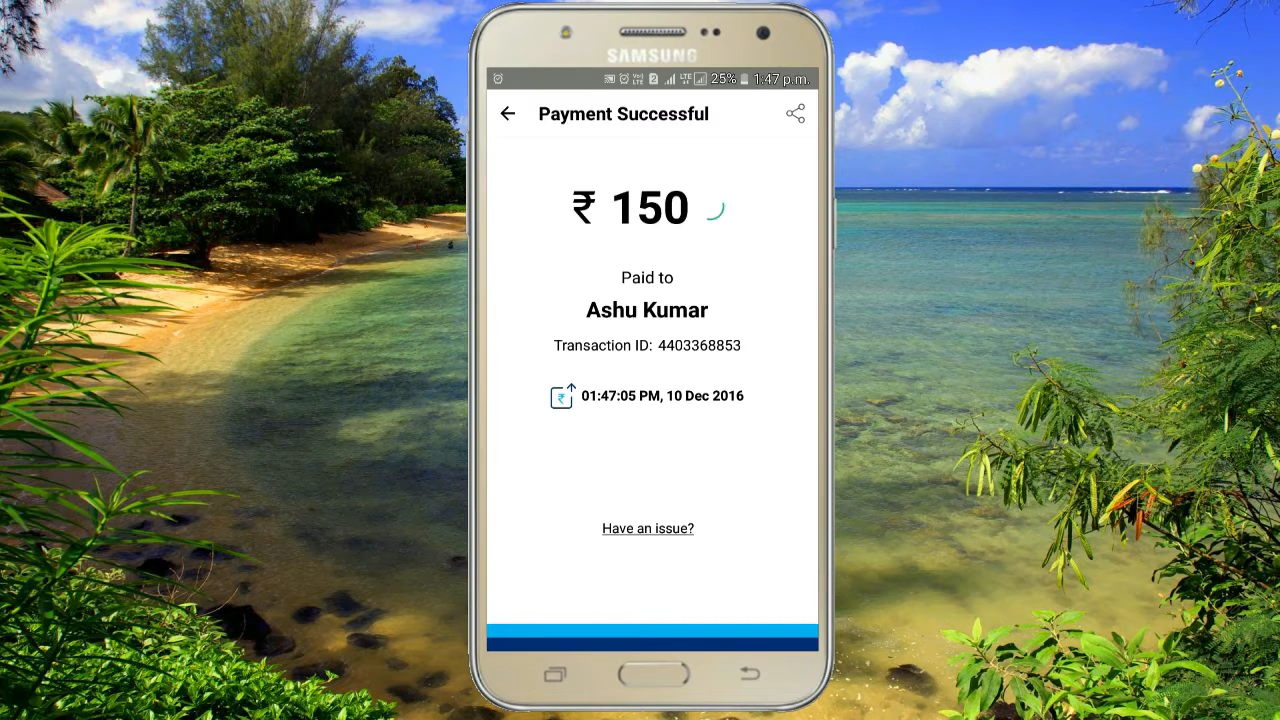 SAMSUNG
25% 1:47 p.m.
Payment Successful
₹ 150
Paid to
Ashu Kumar
Transaction ID: 4403368853
₹ 01:47:05 PM, 10 Dec 2016
Have an issue?